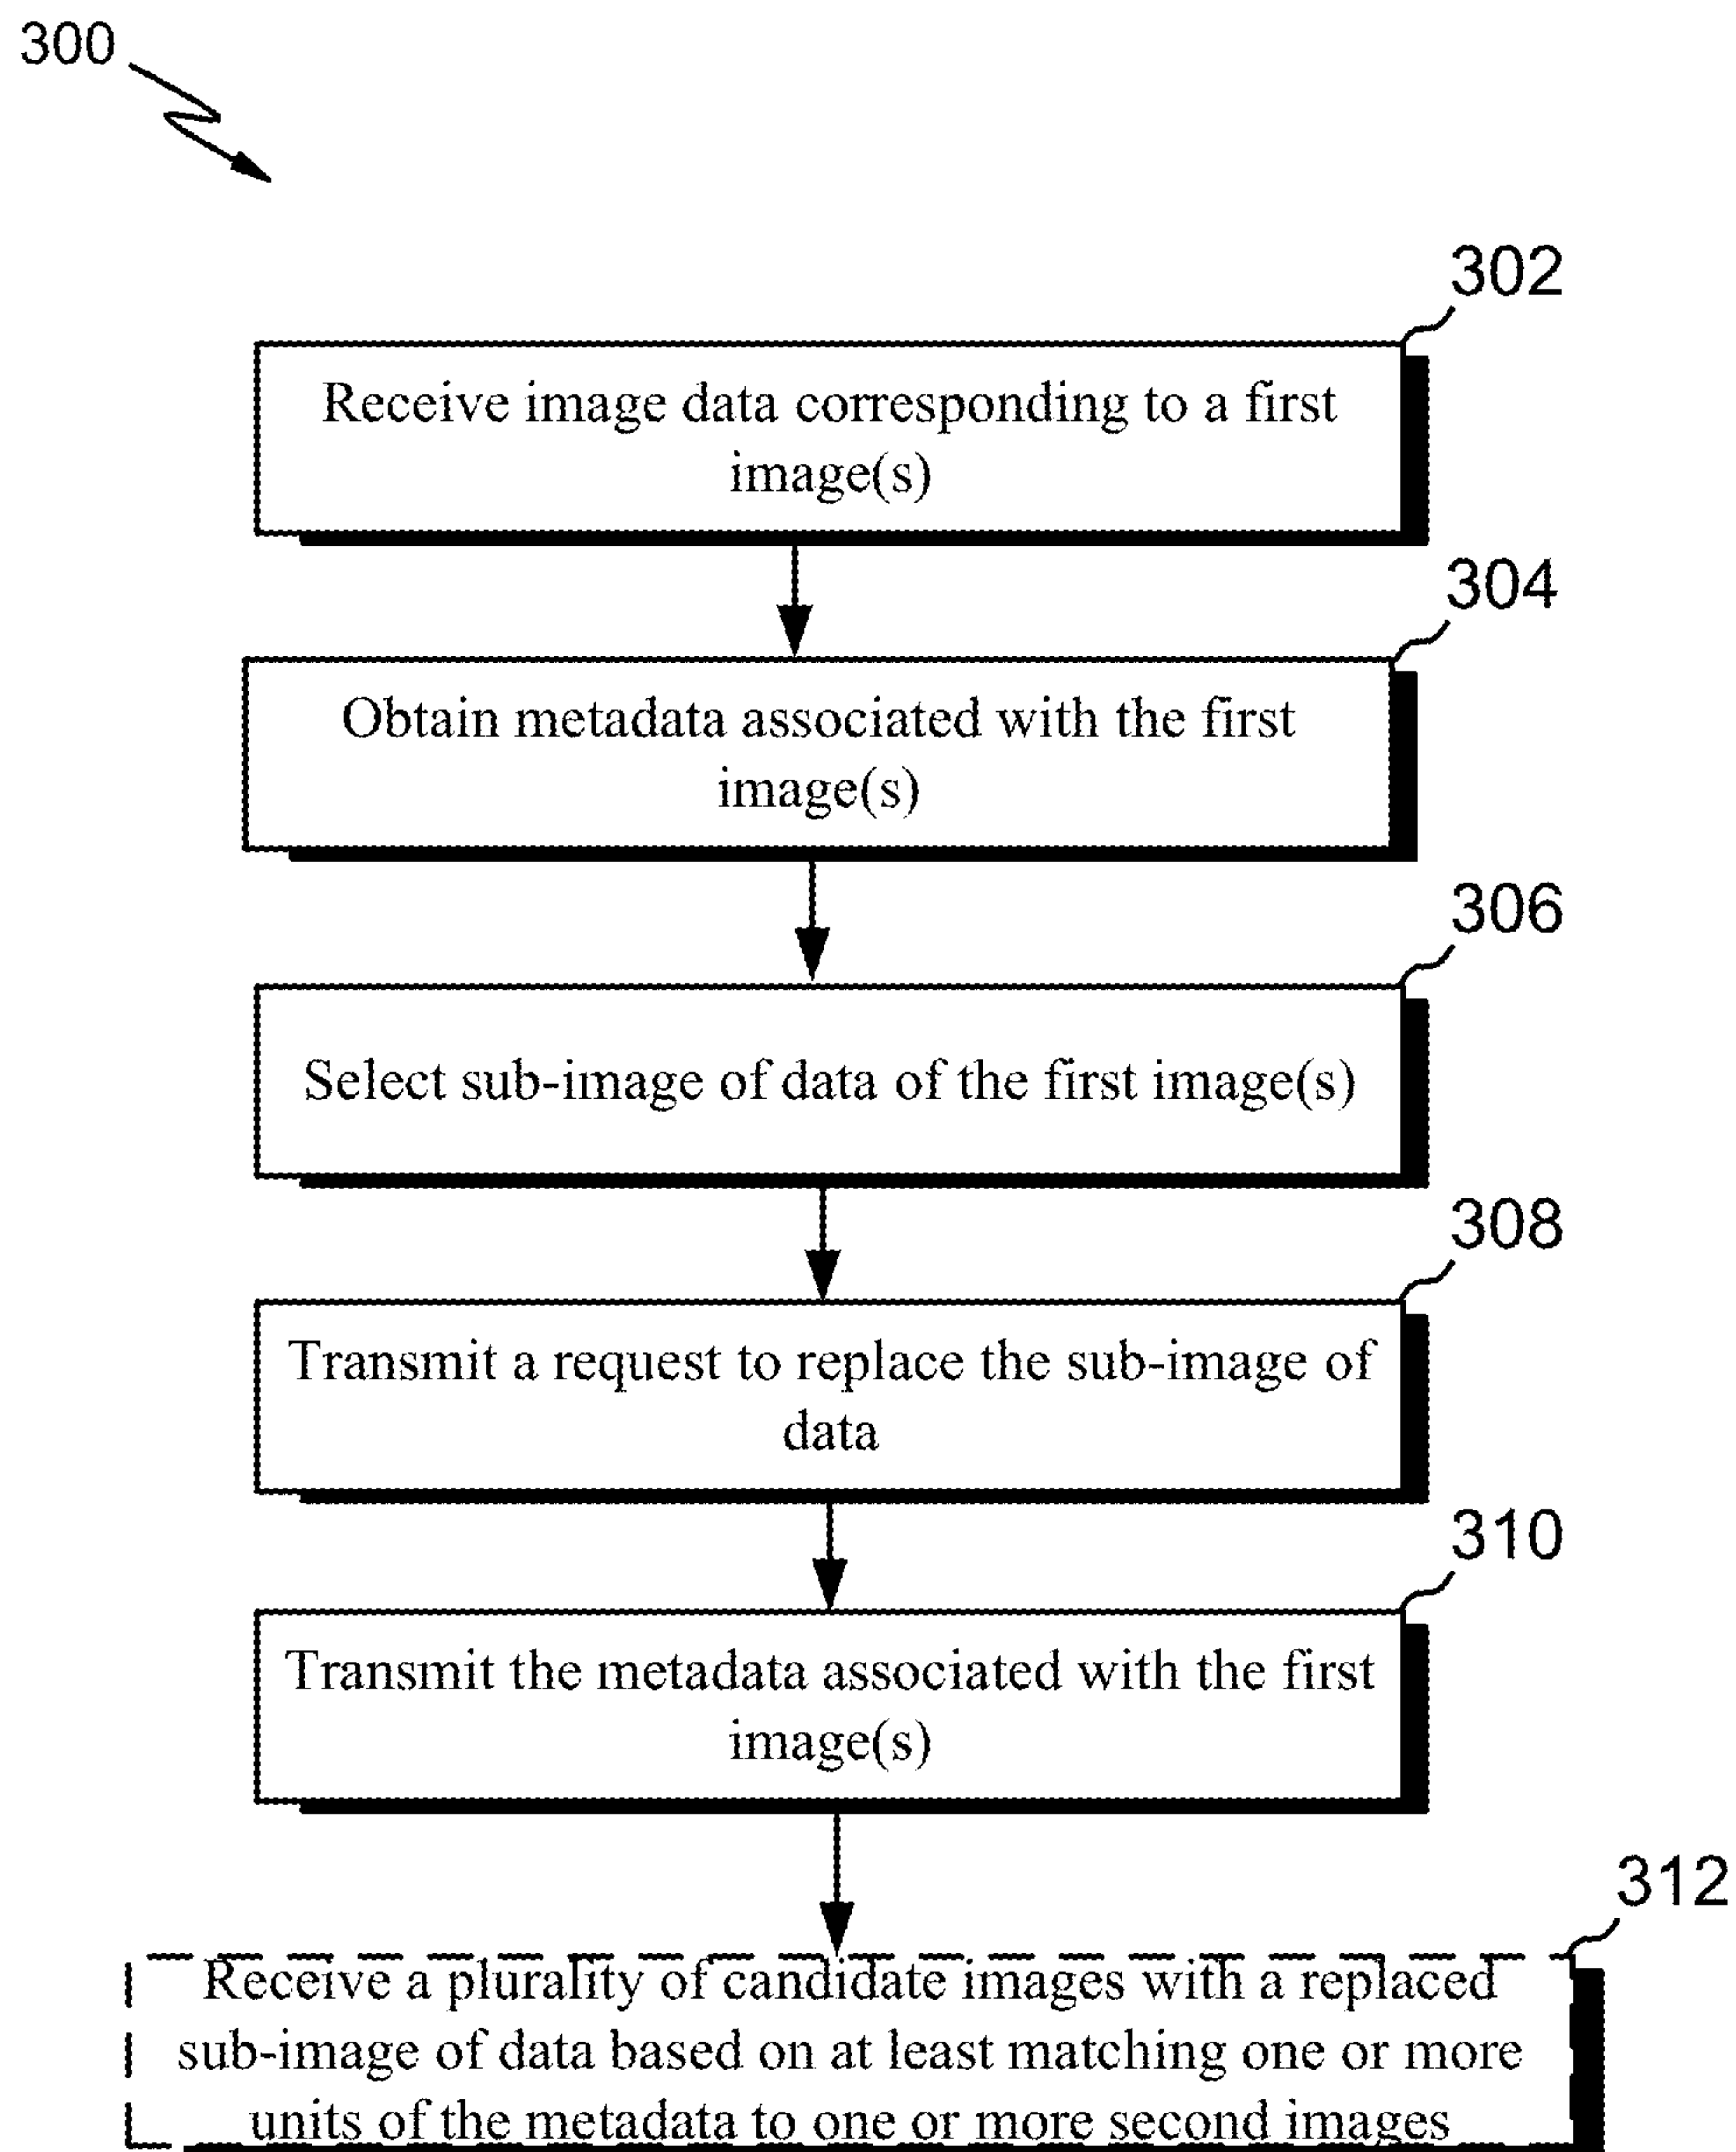 300
302
Receive image data corresponding to a first
image(s)
304
Obtain metadata associated with the first
image(s)
306
Select sub-image of data of the first image(s)
308
Transmit a request to replace the sub-image of
data
310
Transmit the metadata associated with the first
image(s)
312
Receive a plurality of candidate images with a replaced
sub-image of data based on at least matching one or more
units of the metadata to one or more second images